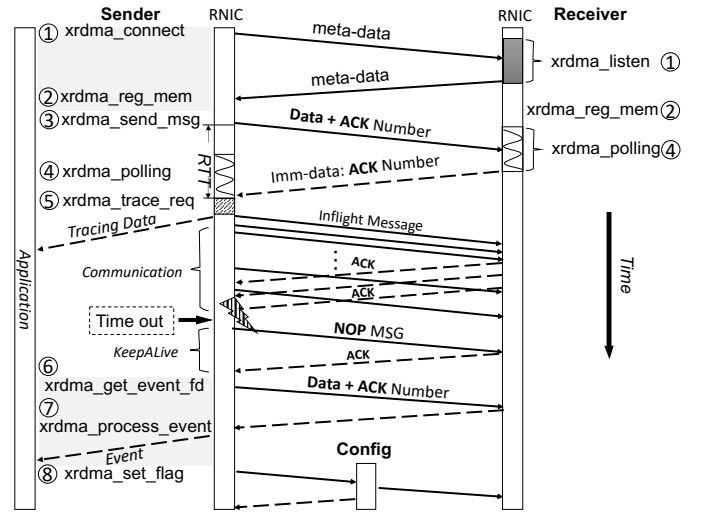 Sender
RNIC
RNIC
Receiver
① xrdma_connect
meta-data
xrdma_listen ①
meta-data
② xrdma_reg_mem
xrdma_reg_mem ②
③ xrdma_send_msg
Data + ACK Number
RTT
xrdma_polling ④
④ xrdma_polling
Imm-data: ACK Number
⑤ xrdma_trace_req
Tracing Data
Inflight Message
Application
Communication
ACK
Time
ACK
Time out
NOP MSG
KeepALive
ACK
⑥
xrdma_get_event_fd
Data + ACK Number
⑦
xrdma_process_event
Event
Config
⑧ xrdma_set_flag